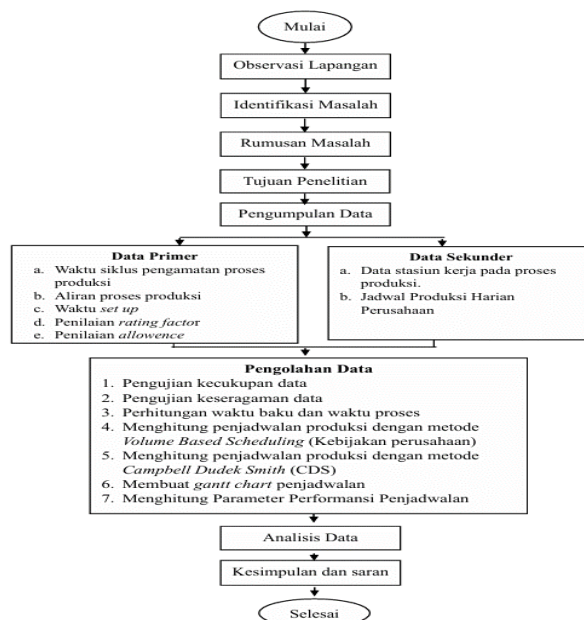 Mulai
Observasi Lapangan
Identifikasi Masalah
Rumusan Masalah
Tujuan Penelitian
Pengumpulan Data
Data Primer
a. Waktu siklus pengamatan proses
produksi
b. Aliran proses produksi
c. Waktu set up
d. Penilaian rating factor
e. Penilaian allowence
Data Sekunder
a. Data stasiun kerja pada proses
produksi.
b. Jadwal Produksi Harian
Perusahaan
Pengolahan Data
1. Pengujian kecukupan data
2. Pengujian keseragaman data
3. Perhitungan waktu baku dan waktu proses
4. Menghitung penjadwalan produksi dengan metode
Volume Based Scheduling (Kebijakan perusahaan)
5. Menghitung penjadwalan produksi dengan metode
Campbell Dudek Smith (CDS)
6. Membuat gantt chart penjadwalan
7. Menghitung Parameter Performansi Penjadwalan
Analisis Data
Kesimpulan dan saran
Selesai